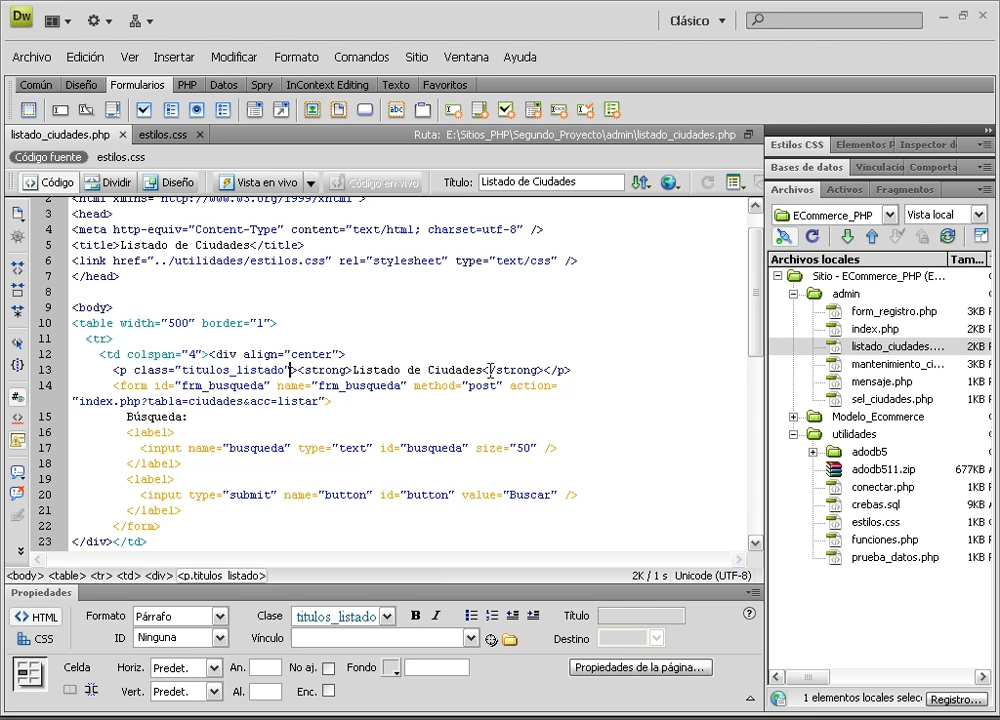 Dw
Clásico
Archivo Edición Ver Insertar Modificar Formato Comandos Sitio Ventana Ayuda
Común Diseño Formularios PHP Datos Spry InContext Editing Texto Favoritos
listado_ciudades.php estilos.css Ruta: E:\Sitios_PHP\Segundo_Proyecto\admin\listado_ciudades.php
Código fuente estilos.css
Código Dividir Diseño Vista en vivo Código en vivo Título: Listado de Ciudades
2 <html xmlns="http://www.w3.org/1999/xhtml">
3 <head>
4 <meta http-equiv="Content-Type" content="text/html; charset=utf-8" />
5 <title>Listado de Ciudades</title>
6 <link href="../utilidades/estilos.css" rel="stylesheet" type="text/css" />
7 </head>
8
9 <body>
10 <table width="500" border="1">
11 <tr>
12 <td colspan="4"><div align="center">
13 <p class="titulos_listado"><strong>Listado de Ciudades</strong></p>
14 <form id="frm_busqueda" name="frm_busqueda" method="post" action=
"index.php?tabla=ciudades&acc=listar">
15 Búsqueda:
16 <label>
17 <input name="busqueda" type="text" id="busqueda" size="50" />
18 </label>
19 <label>
20 <input type="submit" name="button" id="button" value="Buscar" />
21 </label>
22 </form>
23 </div></td>
<body> <table> <tr> <td> <div> <p.titulos_listado> 2K / 1 s Unicode (UTF-8)
Propiedades
HTML Formato Párrafo Clase titulos_listado B I Título
CSS ID Ninguna Vínculo Destino
Celda Horiz. Predet. An. No aj. Fondo Propiedades de la página...
Vert. Predet. Al. Enc.
Estilos CSS Elementos P Inspector d
Bases de datos Vinculacio Comporta
Archivos Activos Fragmentos
ECommerce_PHP Vista local
Archivos locales Tam...
Sitio - ECommerce_PHP (E...
admin
form_registro.php 3KB
index.php 2KB
listado_ciudades.... 2KB
mantenimiento_ci... 3KB
mensaje.php 1KB
sel_ciudades.php 1KB
Modelo_Ecommerce
utilidades
adodb5
adodb511.zip 677KB
conectar.php 1KB
crebas.sql 9KB
estilos.css 1KB
funciones.php 1KB
prueba_datos.php 1KB
1 elementos locales selecc Registro...